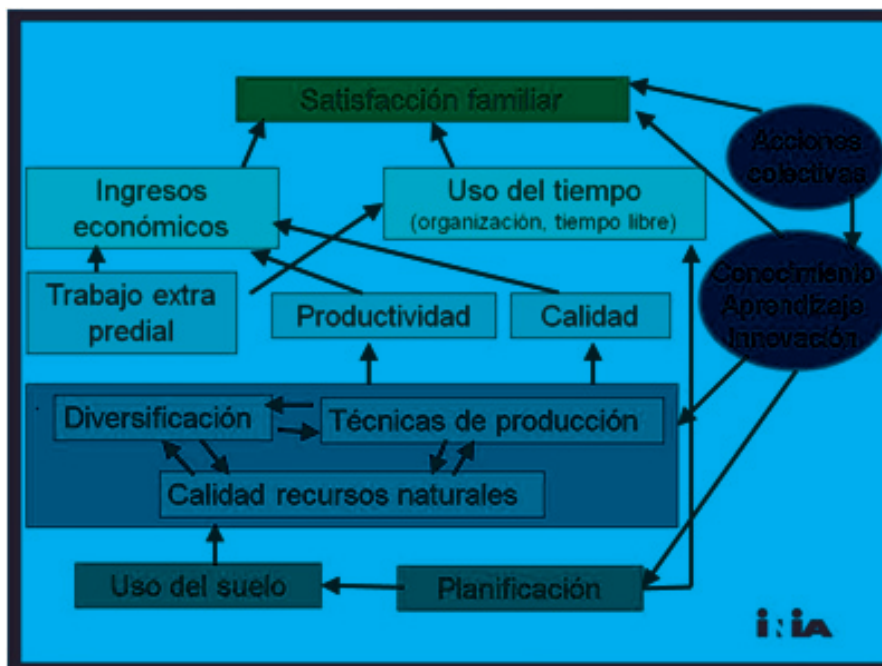 Satisfacción familiar
Acciones
colectivas
Ingresos
económicos
Uso del tiempo
(organización, tiempo libre)
Conocimiento
Aprendizaje
Innovación
Trabajo extra
predial
Productividad
Calidad
Diversificación
Técnicas de producción
Calidad recursos naturales
Uso del suelo
Planificación
iNiA